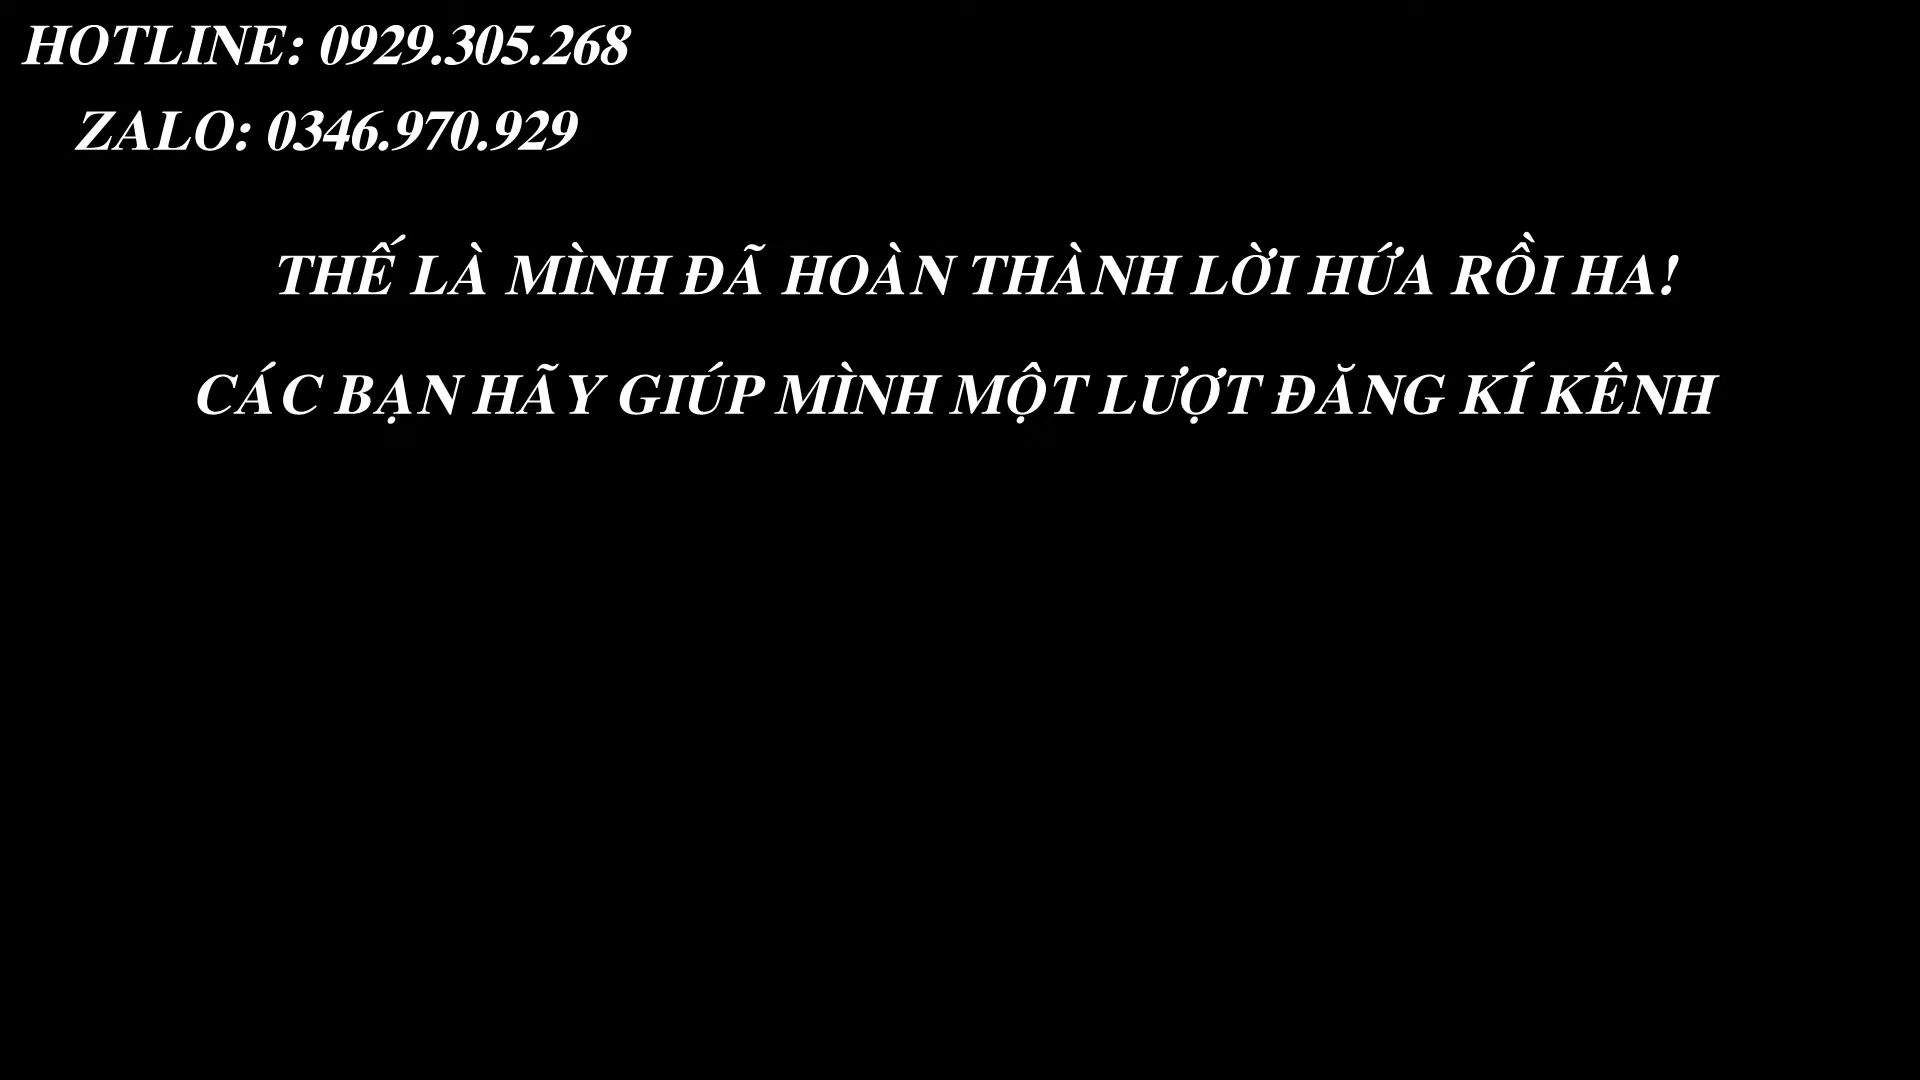 HOTLINE: 0929.305.268
ZALO: 0346.970.929
THẾ LÀ MÌNH ĐÃ HOÀN THÀNH LỜI HỨA RỒI HA!
CÁC BẠN HÃY GIÚP MÌNH MỘT LƯỢT ĐĂNG KÍ KÊNH